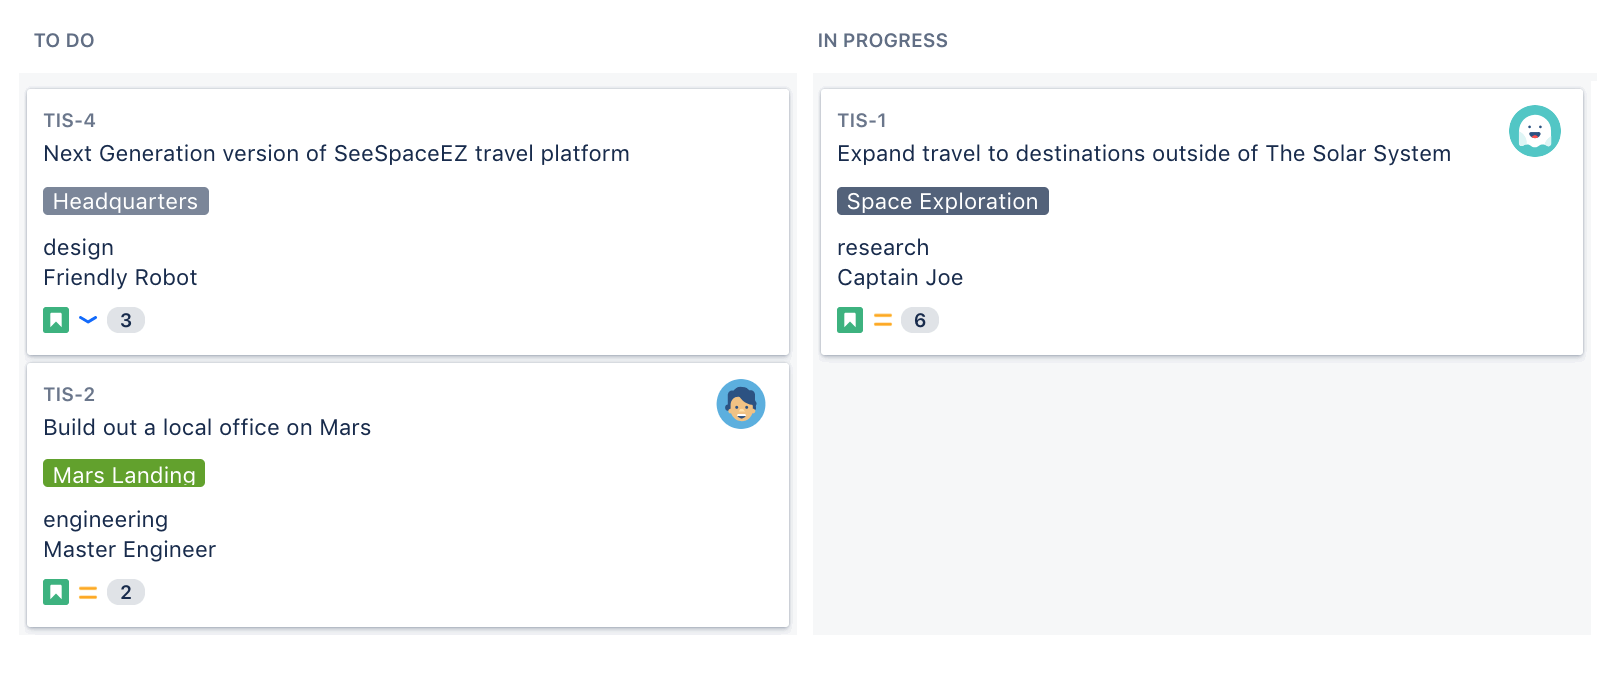 TO DO
TIS-4
Next Generation version of SeeSpaceEZ travel platform
Headquarters
design
Friendly Robot
3
TIS-2
Build out a local office on Mars
Mars Landing
engineering
Master Engineer
2
IN PROGRESS
TIS-1
Expand travel to destinations outside of The Solar System
Space Exploration
research
Captain Joe
6